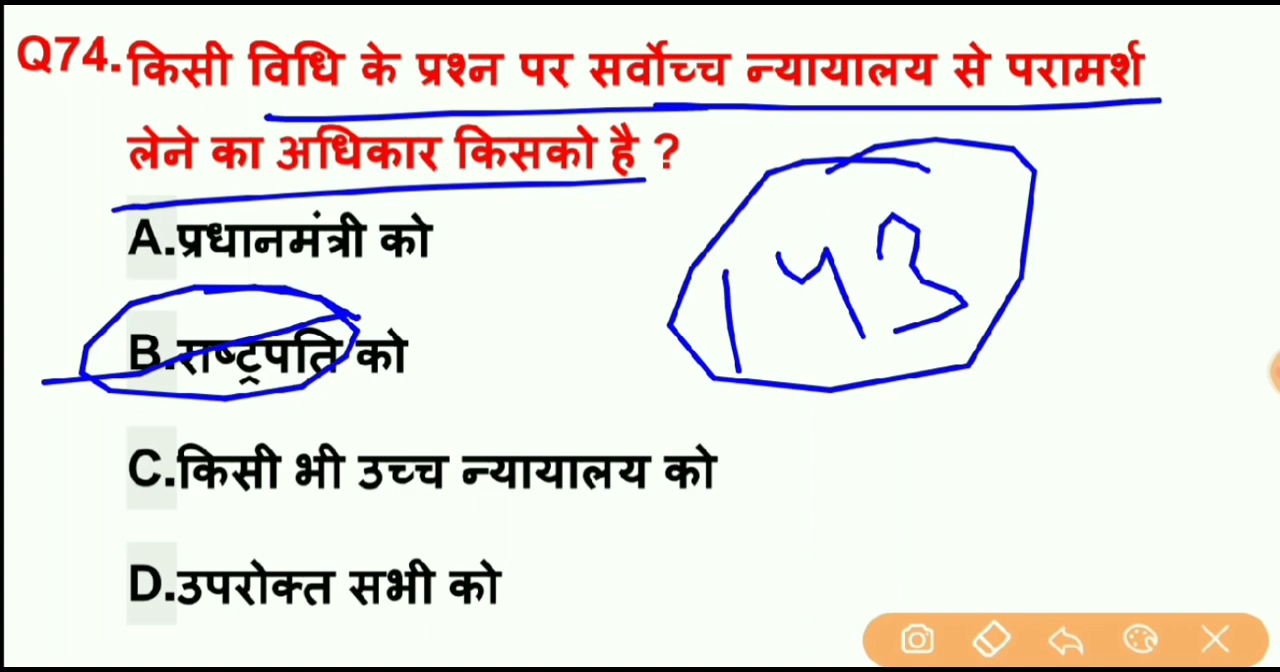 Q74.किसी विधि के प्रश्न पर सर्वोच्च न्यायालय से परामर्श
लेने का अधिकार किसको है ?
A.प्रधानमंत्री को
143
B.राष्ट्रपति को
C.किसी भी उच्च न्यायालय को
D.उपरोक्त सभी को